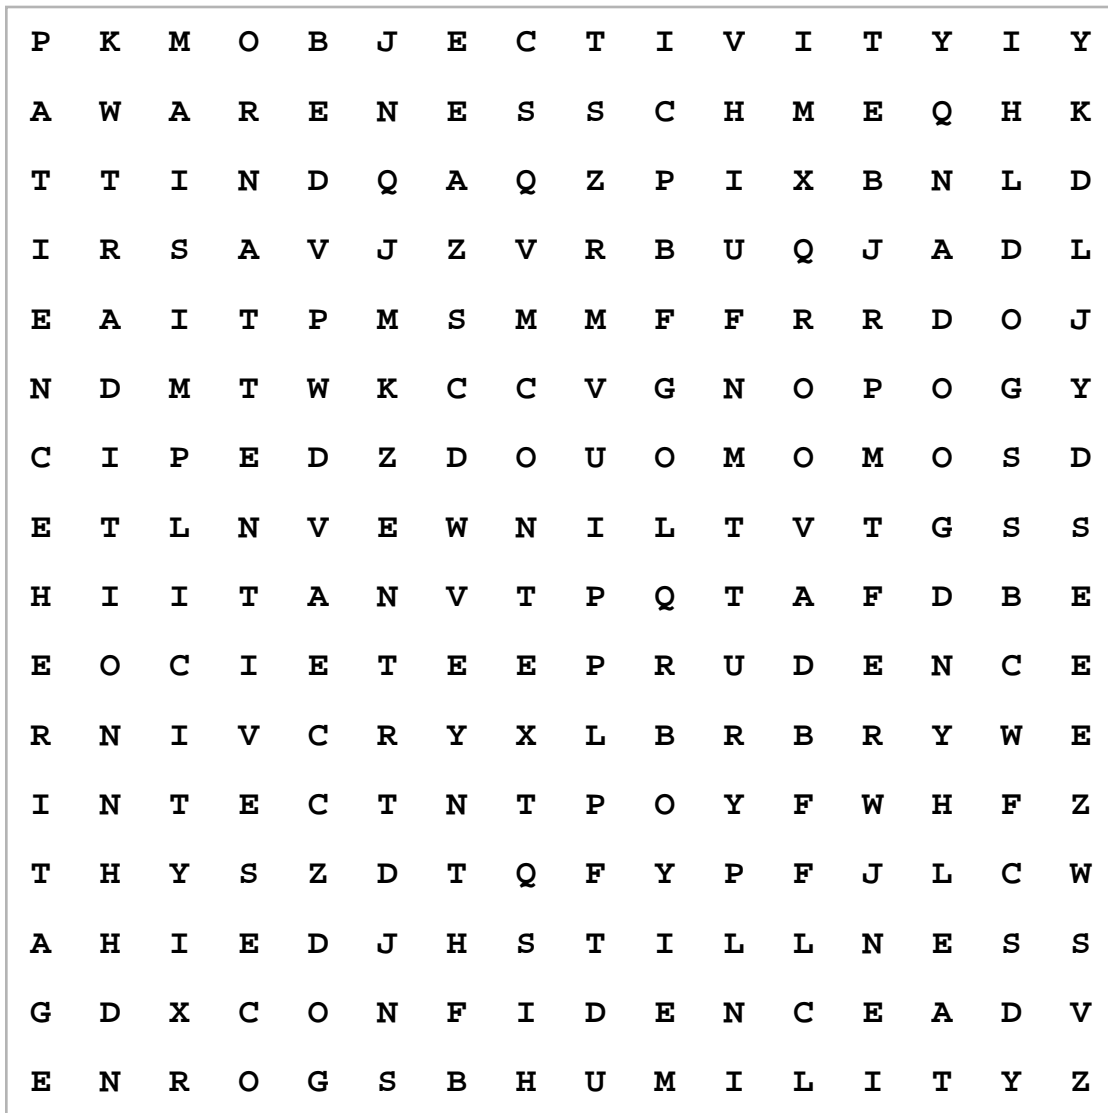 P K M O B J E C T I V I T Y I Y
A W A R E N E S S C H M E Q H K
T T I N D Q A Q Z P I X B N L D
I R S A V J Z V R B U Q J A D L
E A I T P M S M M F F R R D O J
N D M T W K C C V G N O P O G Y
C I P E D Z D O U O M O M O S D
E T L N V E W N I L T V T G S S
H I I T A N V T P Q T A F D B E
E O C I E T E E P R U D E N C E
R N I V C R Y X L B R B R Y W E
I N T E C T N T P O Y F W H F Z
T H Y S Z D T Q F Y P F J L C W
A H I E D J H S T I L L N E S S
G D X C O N F I D E N C E A D V
E N R O G S B H U M I L I T Y Z